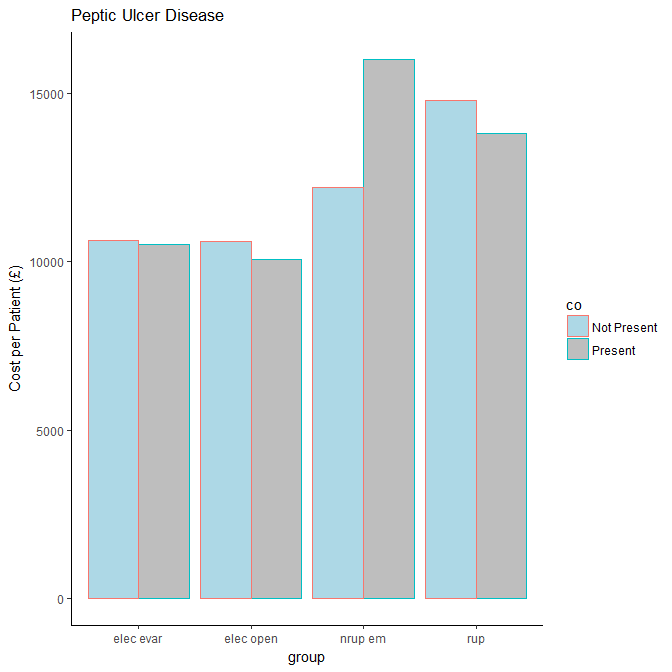 Peptic Ulcer Disease
Cost per Patient (£)
15000
10000
5000
0
elec evar
elec open
nrup em
rup
group
co
Not Present
Present